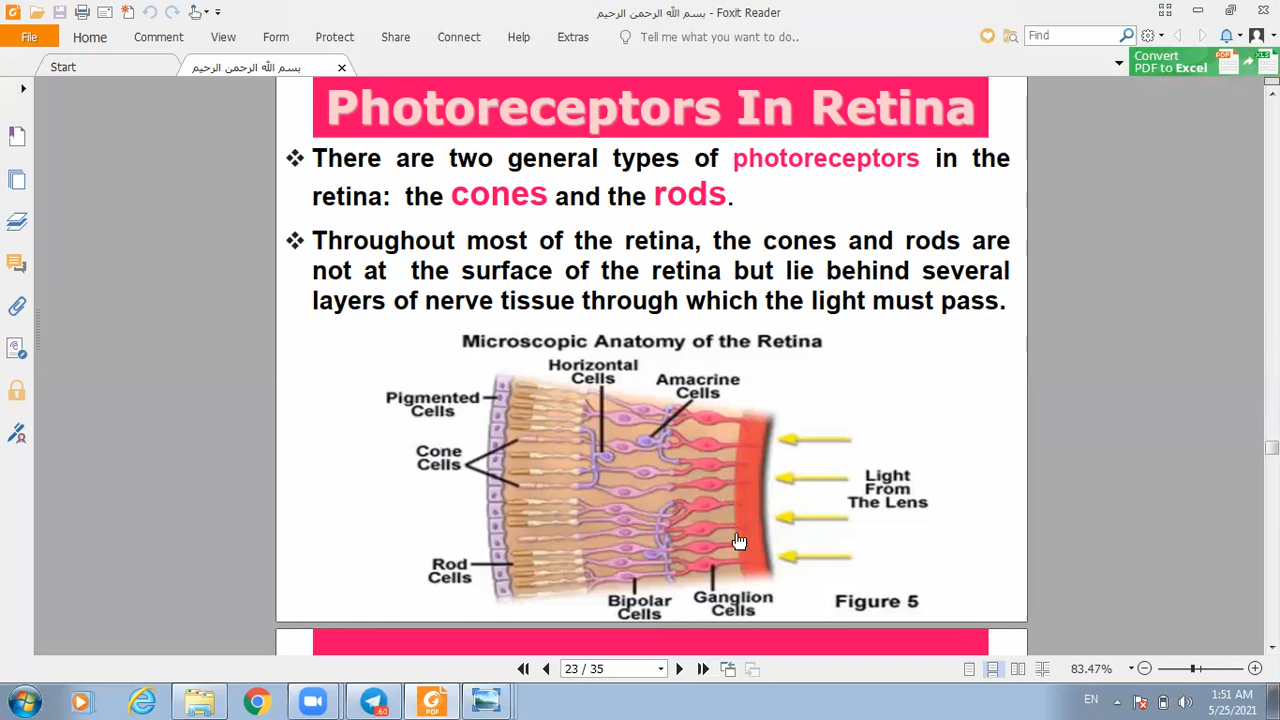 بسم الله الرحمن الرحيم - Foxit Reader
File Home Comment View Form Protect Share Connect Help Extras Tell me what you want to do.. Find
Start بسم الله الرحمن الرحيم
Convert
PDF to Excel
Photoreceptors In Retina
❖ There are two general types of photoreceptors in the
retina: the cones and the rods.
❖ Throughout most of the retina, the cones and rods are
not at the surface of the retina but lie behind several
layers of nerve tissue through which the light must pass.
Microscopic Anatomy of the Retina
Horizontal
Cells
Amacrine
Cells
Pigmented
Cells
Cone
Cells
Light
From
The Lens
Rod
Cells
Bipolar
Cells
Ganglion
Cells
Figure 5
23 / 35
83.47%
60
PDF
EN
1:51 AM
5/25/2021